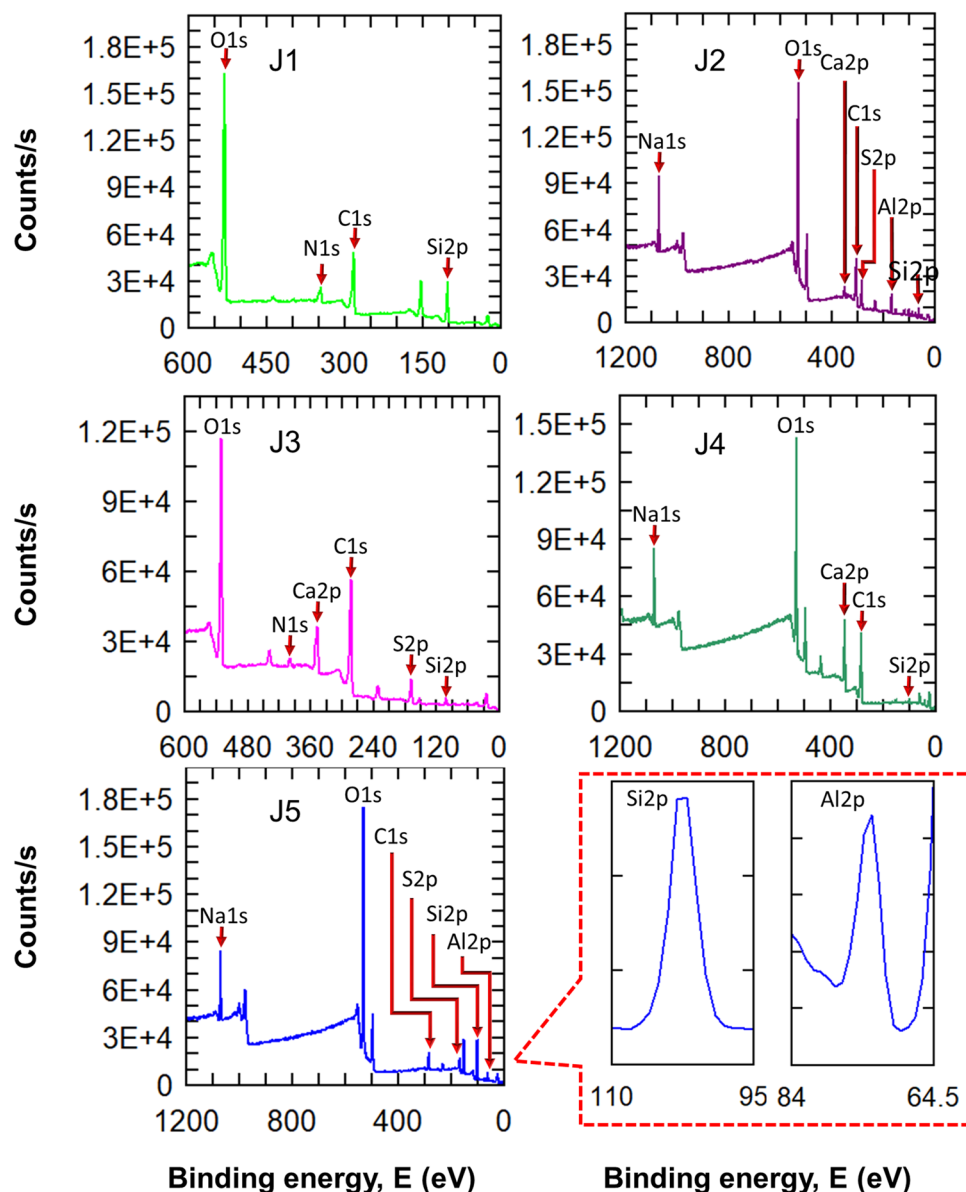 J1
Counts/s
1.8E+5
1.5E+5
1.2E+5
9E+4
6E+4
3E+4
0
O1s
N1s
C1s
Si2p
600 450 300 150 0
J2
1.8E+5
1.5E+5
1.2E+5
9E+4
6E+4
3E+4
0
Na1s
O1s
Ca2p
C1s
S2p
Al2p
Si2p
1200 800 400 0
J3
Counts/s
1.2E+5
9E+4
6E+4
3E+4
0
O1s
N1s
Ca2p
C1s
S2p
Si2p
600 480 360 240 120 0
J4
1.5E+5
1.2E+5
9E+4
6E+4
3E+4
0
Na1s
O1s
Ca2p
C1s
Si2p
1200 800 400 0
J5
Counts/s
1.8E+5
1.5E+5
1.2E+5
9E+4
6E+4
3E+4
0
Na1s
O1s
C1s
S2p
Si2p
Al2p
1200 1000 800 600 400 200 0
Si2p
110 95
Al2p
84 64.5
Binding energy, E (eV) Binding energy, E (eV)